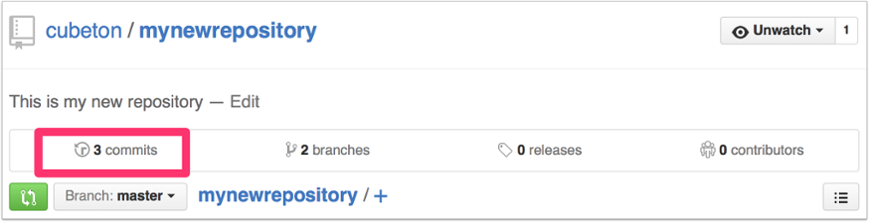 cubeton / mynewrepository
Unwatch 1
This is my new repository — Edit
3 commits 2 branches 0 releases 0 contributors
Branch: master mynewrepository / +